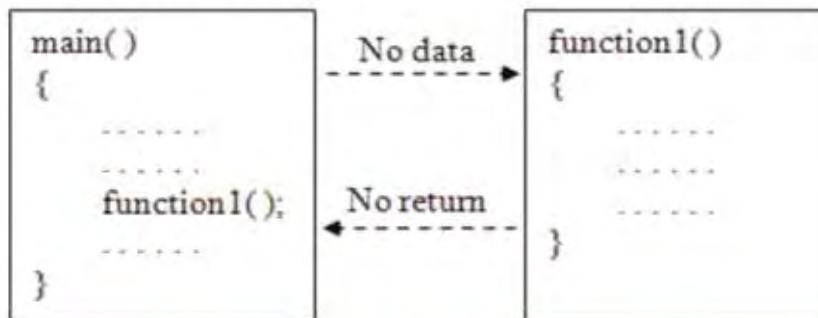 main( )
{
- - - - - -
- - - - - -
function1( );
- - - - - -
}
No data
No return
function1( )
{
- - - - - -
- - - - - -
- - - - - -
}